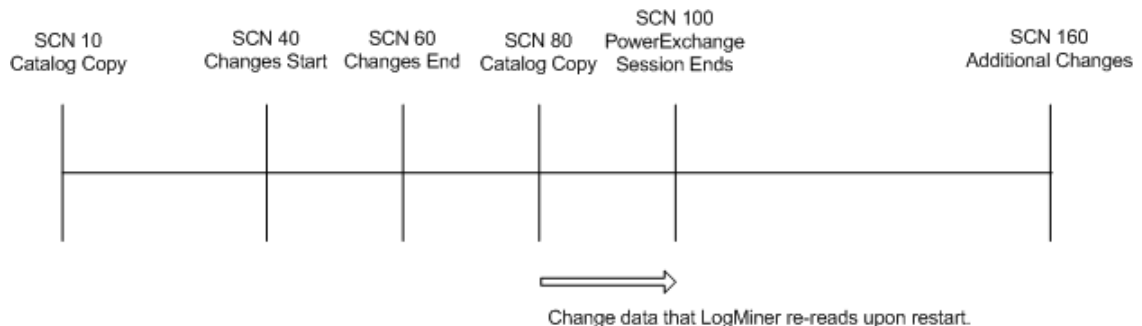 SCN 10
Catalog Copy
SCN 40
Changes Start
SCN 60
Changes End
SCN 80
Catalog Copy
SCN 100
PowerExchange
Session Ends
SCN 160
Additional Changes
Change data that LogMiner re-reads upon restart.